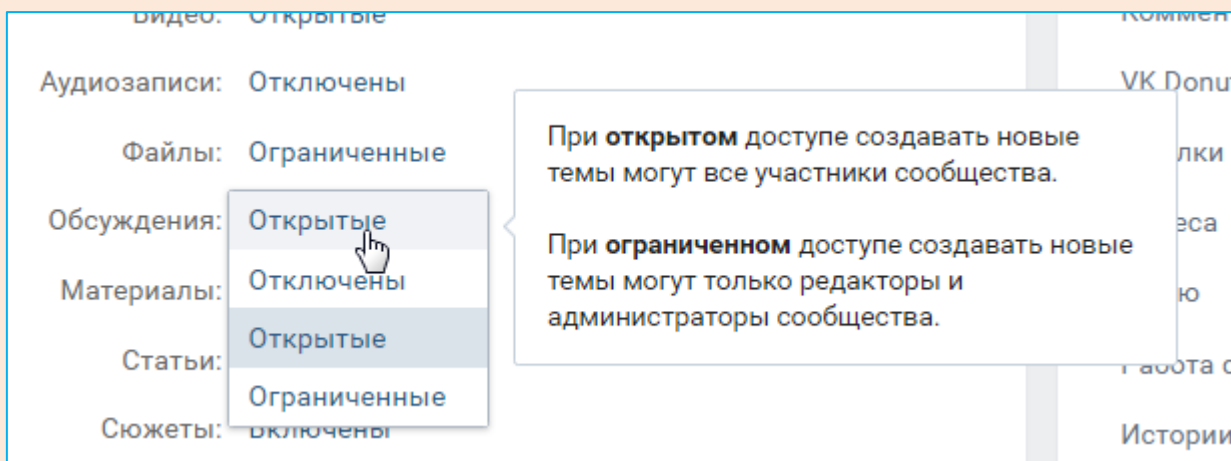 Видео: Открытые
Аудиозаписи: Отключены
Файлы: Ограниченные
Обсуждения: Открытые
Отключены
Материалы:
Открытые
Статьи:
Ограниченные
Сюжеты: Включены
При открытом доступе создавать новые
темы могут все участники сообщества.
При ограниченном доступе создавать новые
темы могут только редакторы и
администраторы сообщества.
VK Donut
Работа с
Истории